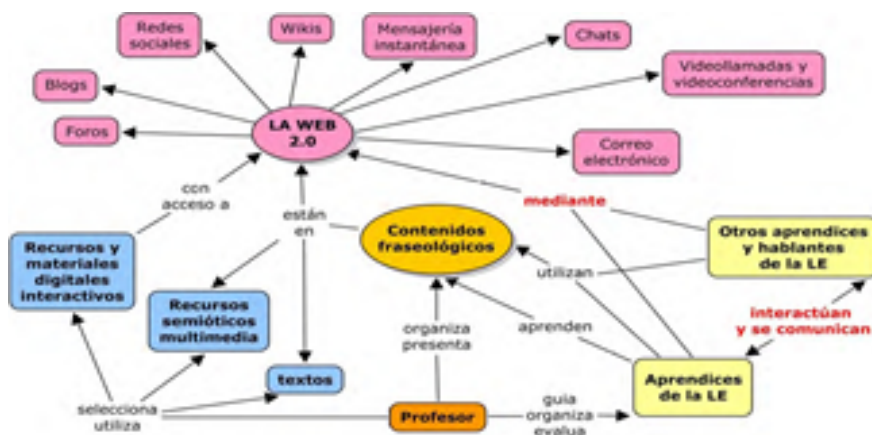 Redes
sociales
Wikis
Mensajería
instantánea
Chats
Blogs
Videollamadas y
videoconferencias
Foros
LA WEB
2.0
Correo
electrónico
con
acceso a
están
en
mediante
Contenidos
fraseológicos
Otros aprendices
y hablantes
de la LE
Recursos y
materiales
digitales
interactivos
utilizan
Recursos
semióticos
multimedia
organiza
presenta
aprenden
interactúan
y se comunican
textos
Aprendices
de la LE
selecciona
utiliza
Profesor
guia
organiza
evalua